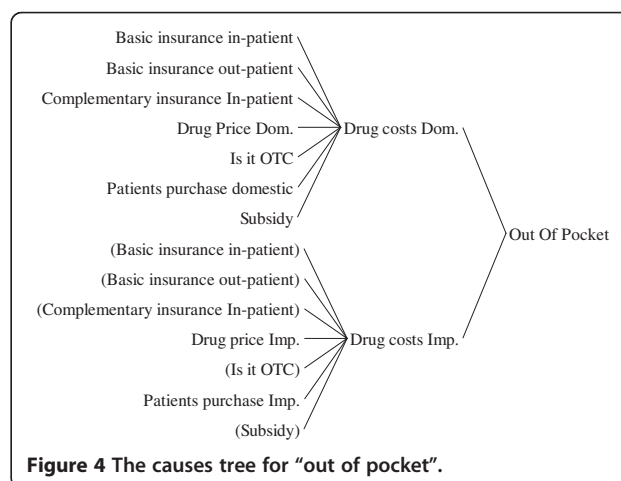 Basic insurance in-patient
Basic insurance out-patient
Complementary insurance In-patient
Drug Price Dom.
Drug costs Dom.
Is it OTC
Patients purchase domestic
Subsidy
Out Of Pocket
(Basic insurance in-patient)
(Basic insurance out-patient)
(Complementary insurance In-patient)
Drug price Imp.
Drug costs Imp.
(Is it OTC)
Patients purchase Imp.
(Subsidy)
Figure 4 The causes tree for “out of pocket”.